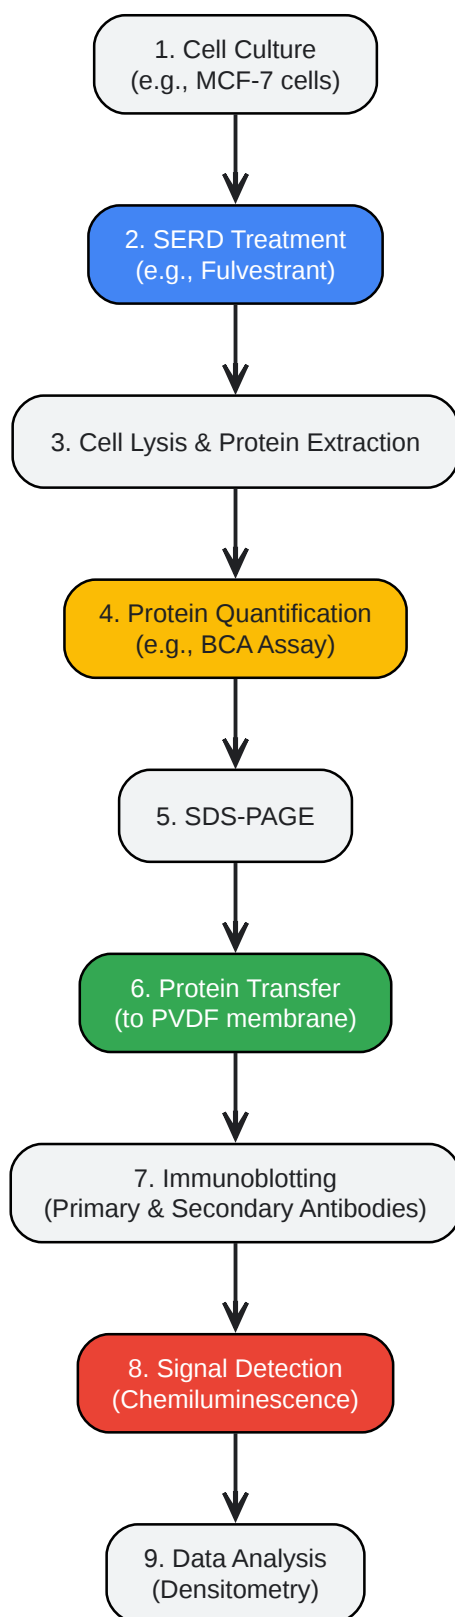 1. Cell Culture
(e.g., MCF-7 cells)
2. SERD Treatment
(e.g., Fulvestrant)
3. Cell Lysis & Protein Extraction
4. Protein Quantification
(e.g., BCA Assay)
5. SDS-PAGE
6. Protein Transfer
(to PVDF membrane)
7. Immunoblotting
(Primary & Secondary Antibodies)
8. Signal Detection
(Chemiluminescence)
9. Data Analysis
(Densitometry)